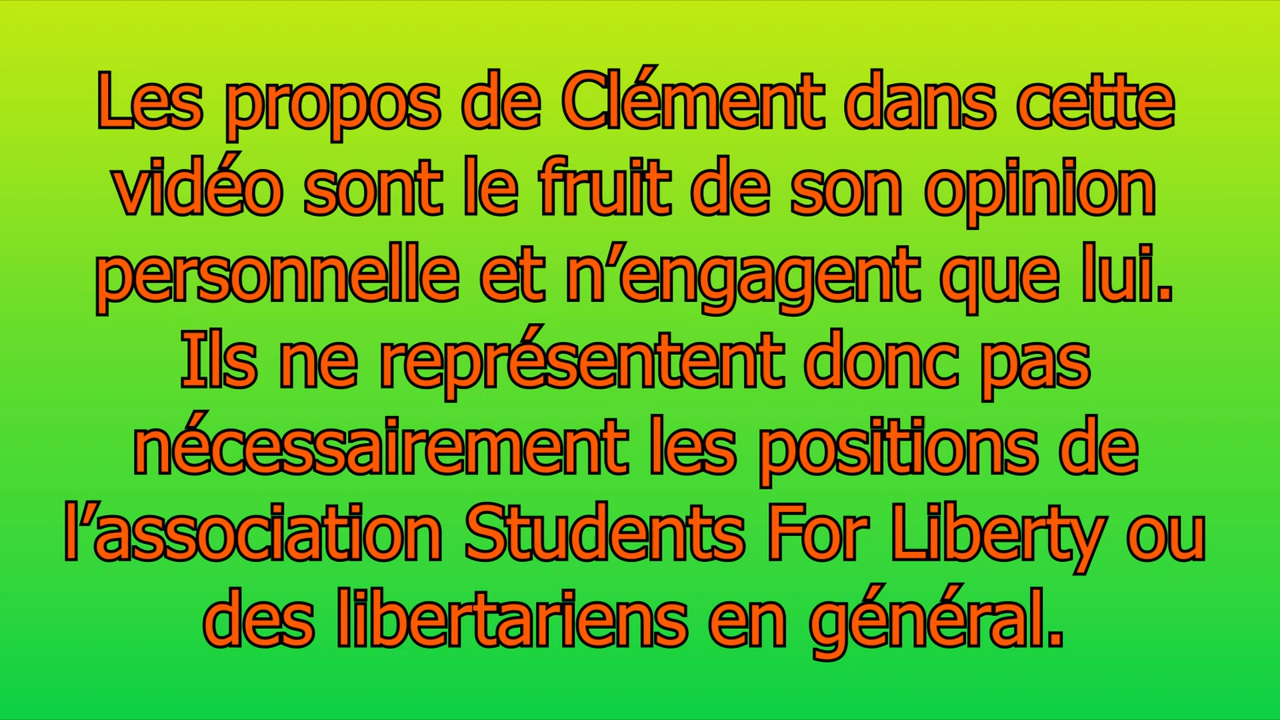 Les propos de Clément dans cette
vidéo sont le fruit de son opinion
personnelle et n’engagent que lui.
Ils ne représentent donc pas
nécessairement les positions de
l’association Students For Liberty ou
des libertariens en général.